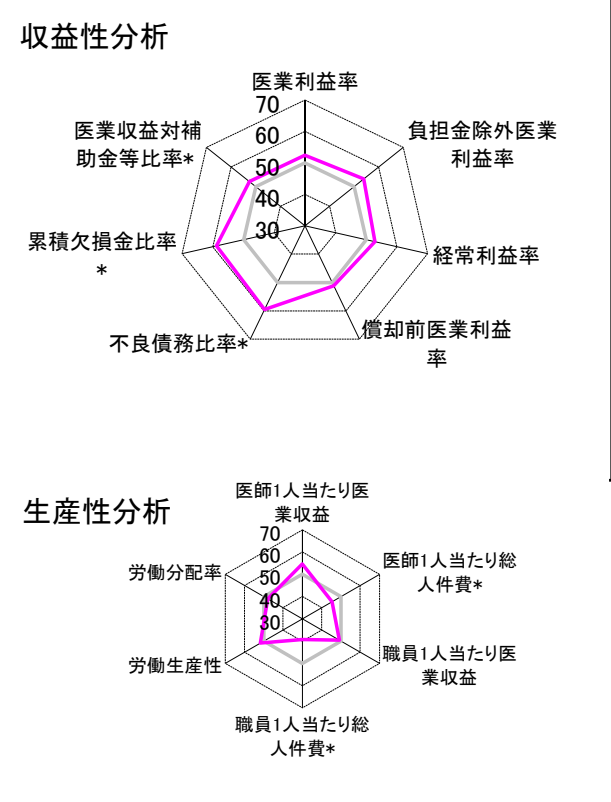 収益性分析
医業利益率
70
60
50
40
30
負担金除外医業
利益率
経常利益率
償却前医業利益
率
不良債務比率*
累積欠損金比率
*
医業収益対補
助金等比率*
生産性分析
医師1人当たり医
業収益
70
60
50
40
30
医師1人当たり総
人件費*
職員1人当たり医
業収益
職員1人当たり総
人件費*
労働生産性
労働分配率